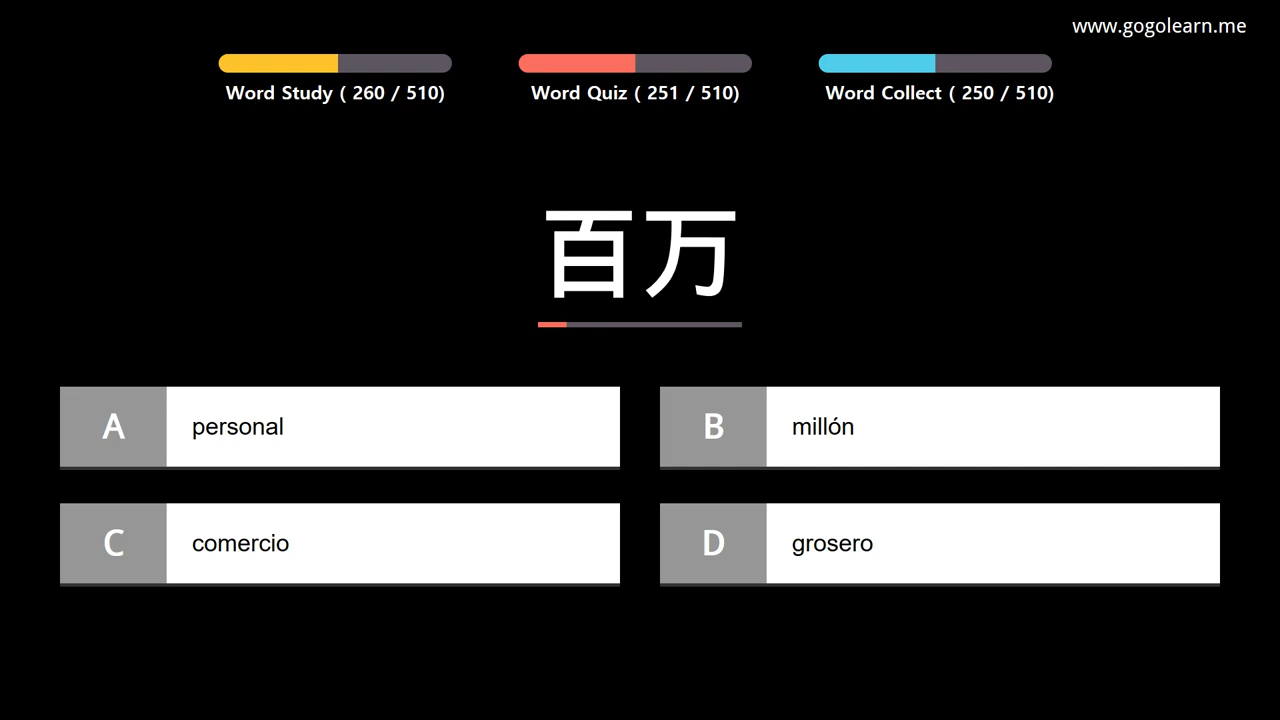 www.gogolearn.me
Word Study ( 260 / 510)
Word Quiz ( 251 / 510)
Word Collect ( 250 / 510)
百万
A personal
B millón
C comercio
D grosero